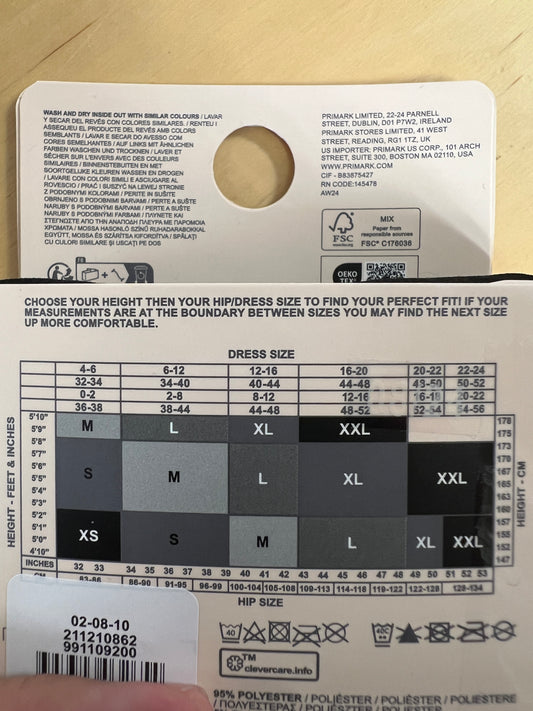 WASH AND DRY INSIDE OUT WITH SIMILAR COLOURS / LAVAR
Y SECAR DEL REVÉS CON COLORES SIMILARES. / RENTEU I
ASSEQUEU EL PRODUCTE DEL REVÉS AMB COLORS
SEMBLANTS / LAVAR E SECAR DO AVESSO COM
CORES SEMELHANTES / AUF LINKS MIT ÄHNLICHEN
FARBEN WASCHEN UND TROCKNEN / LAVER ET
SÉCHER SUR L'ENVERS AVEC DES COULEURS
SIMILAIRES / BINNENSTEBUITEN EN MET
SOORTGELIJKE KLEUREN WASSEN EN DROGEN
/ LAVARE CON COLORI SIMILI E ASCIUGARE AL
ROVESCIO / PRAĆ I SUSZYĆ NA LEWEJ STRONIE
Z PODOBNYMI KOLORAMI / PERITE IN SUŠITE
OBRNJENO S PODOBNIMI BARVAMI / PERTE A SUŠTE
NARUBY S PODOBNÝMI BARVAMI / PERTE A SUŠTE
NARUBY S PODOBNÝMI FARBAMI / ΠΛΥΝΕΤΕ ΚΑΙ
ΣΤΕΓΝΩΣΤΕ ΑΠΟ ΤΗΝ ΑΝΑΠΟΔΗ ΠΛΕΥΡΑ ΜΕ ΠΑΡΟΜΟΙΑ
ΧΡΩΜΑΤΑ / MOSSA HASONLÓ SZÍNŰ RUHADARABOKKAL
EGYÜTT, MOSSA ÉS SZÁRÍTSA KIFORDÍTVA / SPĂLAȚI
CU CULORI SIMILARE ȘI USCAȚI PE DOS
PRIMARK LIMITED, 22-24 PARNELL
STREET, DUBLIN, D01 P7W2, IRELAND
PRIMARK STORES LIMITED, 41 WEST
STREET, READING, RG1 1TZ, UK
US IMPORTER: PRIMARK US CORP., 101 ARCH
STREET, SUITE 300, BOSTON MA 02110, USA
WWW.PRIMARK.COM
CIF - B83875427
RN CODE:145478
AW24
FSC
www.fsc.org
MIX
Paper from
responsible sources
FSC® C176036
FR
OEKO
TEX®
CHOOSE YOUR HEIGHT THEN YOUR HIP/DRESS SIZE TO FIND YOUR PERFECT FIT! IF YOUR
MEASUREMENTS ARE AT THE BOUNDARY BETWEEN SIZES YOU MAY FIND THE NEXT SIZE
UP MORE COMFORTABLE.
DRESS SIZE
4-6 6-12 12-16 16-20 20-22 22-24
32-34 34-40 40-44 44-48 48-50 50-52
0-2 2-8 8-12 12-16 16-18 20-22
36-38 38-44 44-48 48-52 52-54 54-56
HEIGHT - FEET & INCHES
5'10"
5'9"
5'8"
5'7"
5'6"
5'5"
5'4"
5'3"
5'2"
5'1"
5'0"
4'10"
M L XL XXL
S M L XL XXL
XS S M L XL XXL
178
175
173
170
168
165
163
160
157
155
152
147
HEIGHT - CM
INCHES 32 33 34 35 36 37 38 39 40 41 42 43 44 45 46 47 48 49 50 51 52 53
CM 83-86 86-90 91-95 96-99 100-104 105-108 109-113 114-118 119-122 122-128 128-134
HIP SIZE
02-08-10
211210862
991109200
40
40C
TM
clevercare.info
95% POLYESTER / POLIÉSTER / POLIÈSTER / POLIESTERE